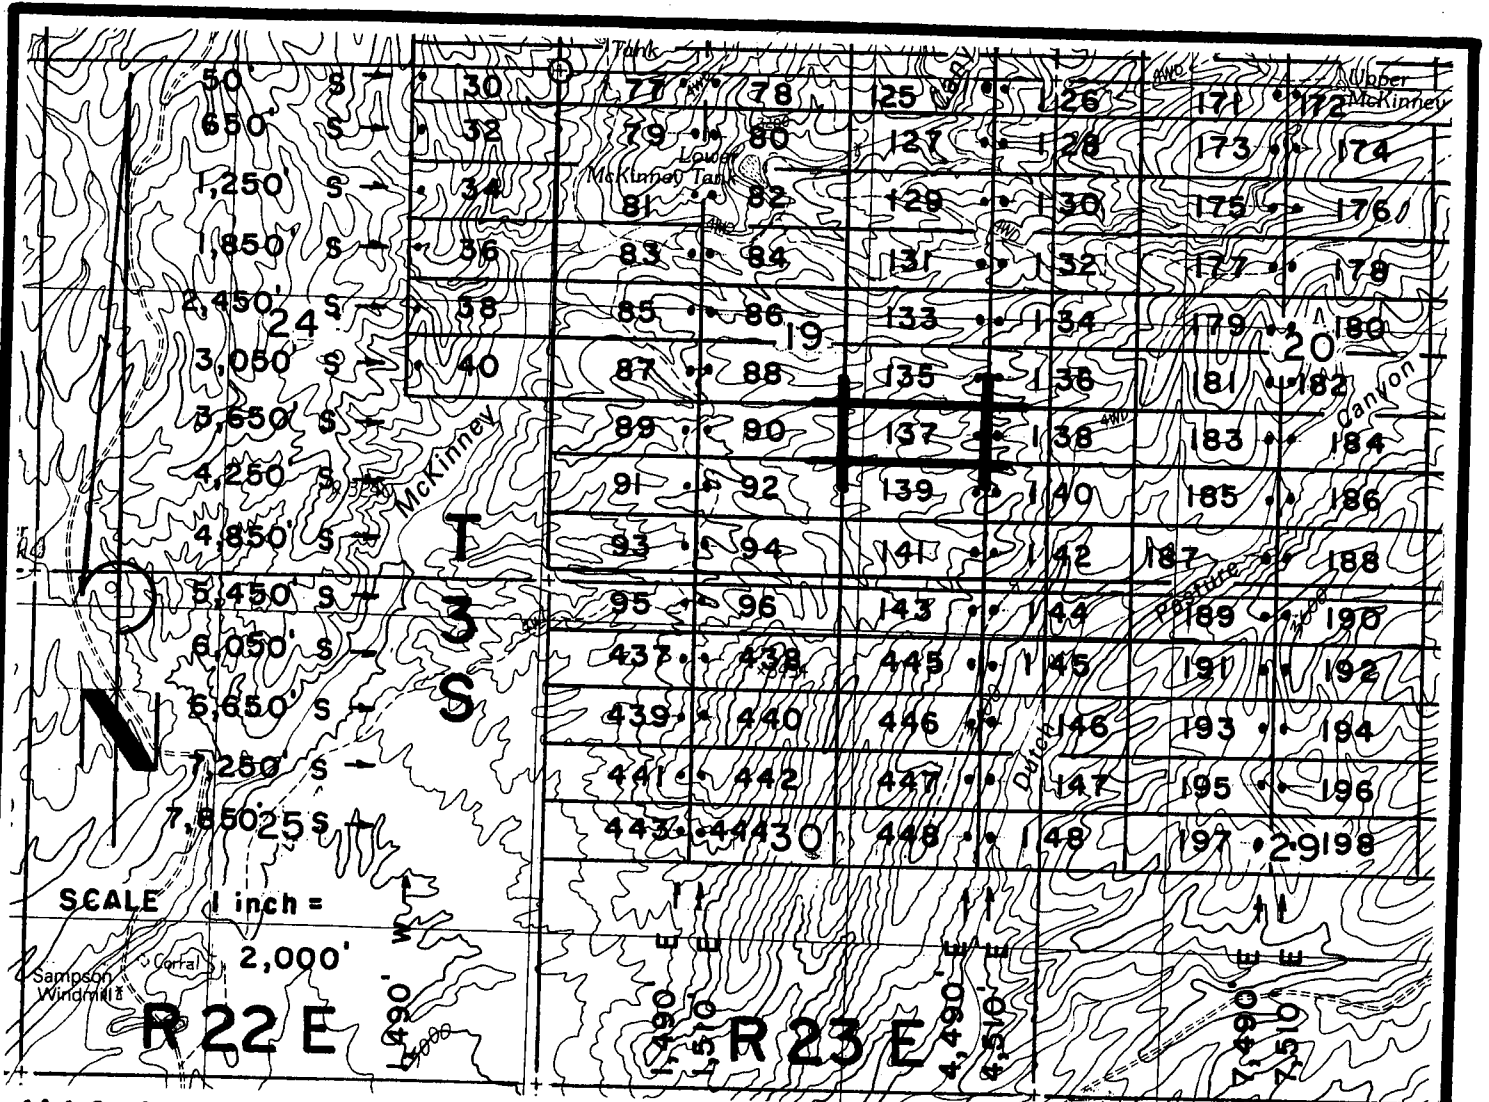 Tank
50' S 30 77 4WD 78 125 126 4WD 171 172 Upper McKinney
650' S 32 79 80 127 128 173 174
Lower McKinney Tank
1,250' S 34 81 82 129 130 175 176
4WD 4WD
1,850' S 36 83 84 131 132 177 178
2,450' S 38 85 86 133 134 179 180
24 19 20
3,050' S 40 87 88 135 136 181 182
3,650' S 89 90 137 138 4WD 183 184 Canyon
McKinney
4,250' S 91 92 139 140 185 186
4,850' S 93 94 141 142 187 188
T
5,450' S 95 96 143 144 189 190
Pasture
3
6,050' S 437 438 445 145 191 192
S
6,650' S 439 440 446 146 193 194
N
Dutch
7,250' S 441 442 447 147 195 196
7,850' S 443 444 448 148 197 198
25 30 29
SCALE 1 inch =
2,000'
Corral
Sampson
Windmill
R 22 E R 23 E
1,490' W
1,490' E
1,510' E
4,490' E
4,510' E
7,490' E
7,510 E
5000